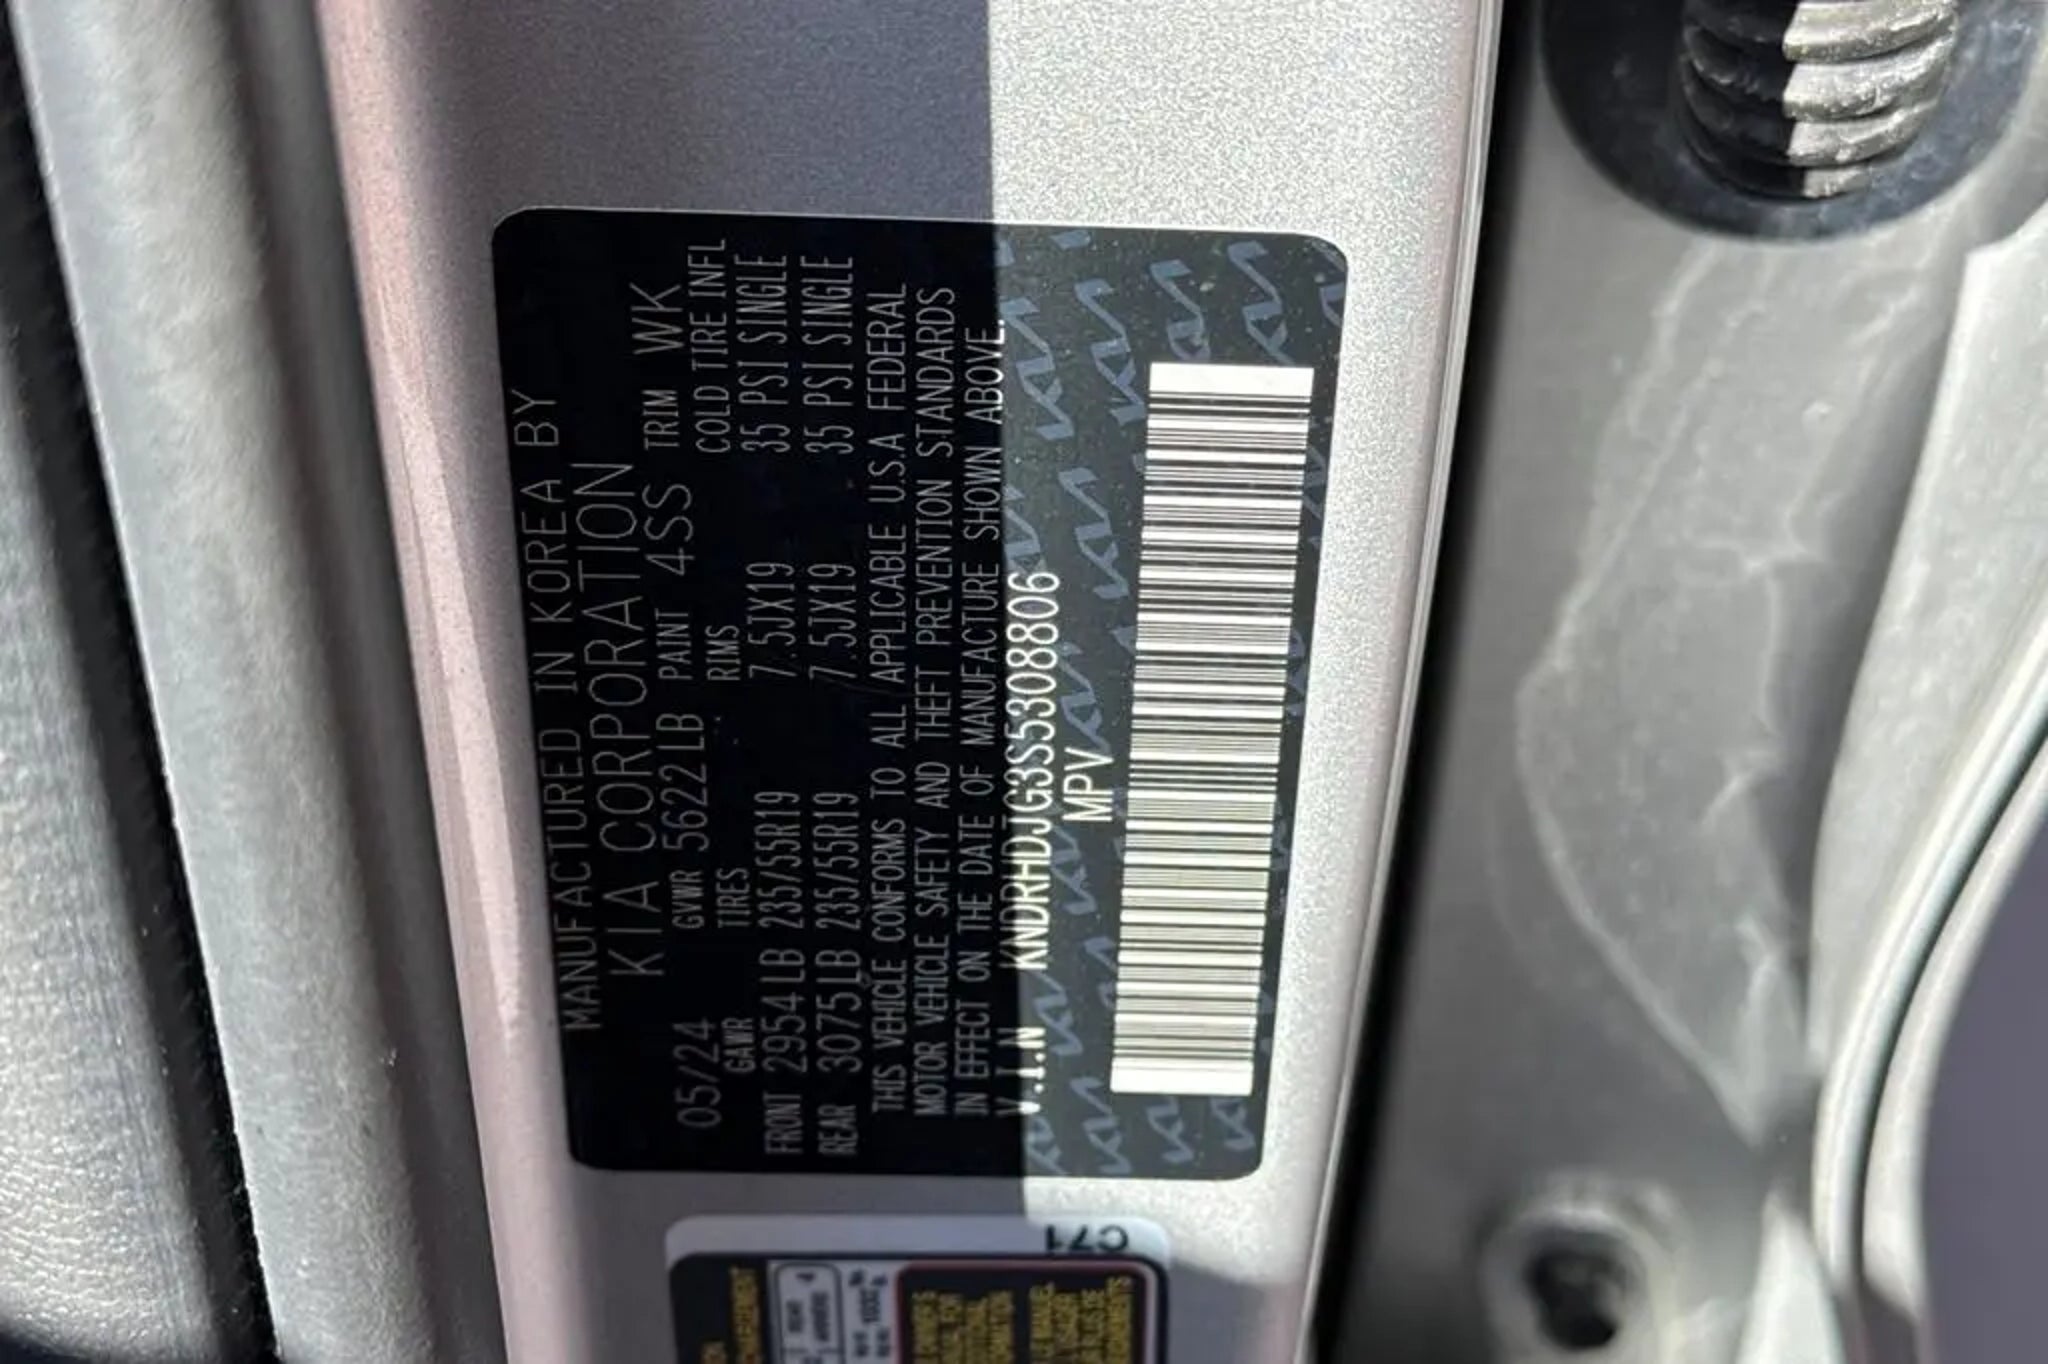 MANUFACTURED IN KOREA BY
KIA CORPORATION
05/24 GVWR 5622LB PAINT 4SS TRIM WK
GAWR TIRES RIMS COLD TIRE INFL
FRONT 2954LB 235/55R19 7.5JX19 35 PSI SINGLE
REAR 3075LB 235/55R19 7.5JX19 35 PSI SINGLE
THIS VEHICLE CONFORMS TO ALL APPLICABLE U.S.A FEDERAL
MOTOR VEHICLE SAFETY AND THEFT PREVENTION STANDARDS
IN EFFECT ON THE DATE OF MANUFACTURE SHOWN ABOVE.
V.I.N KNDRHDJG3S5308806
MPV
C71